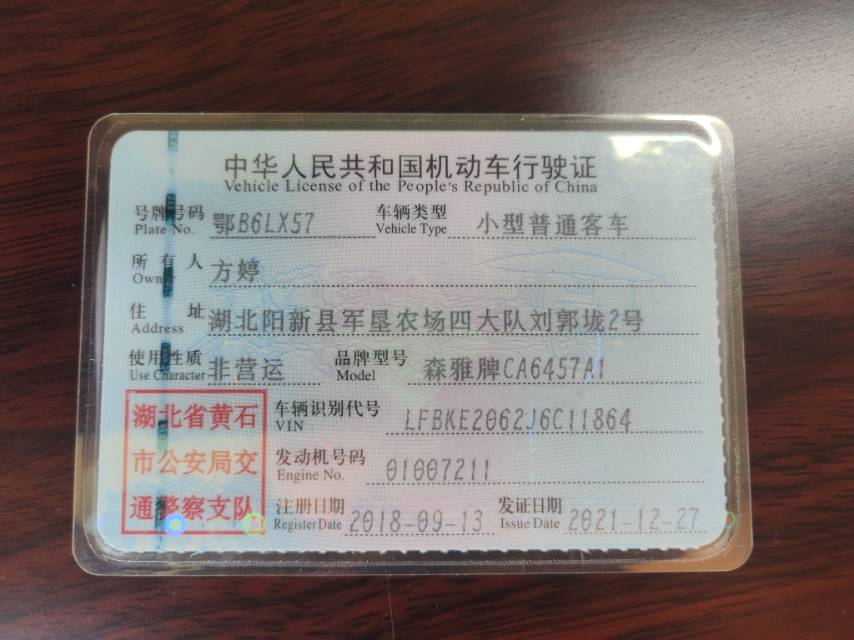 中华人民共和国机动车行驶证
Vehicle License of the People's Republic of China
号牌号码 鄂B6LX57 车辆类型 小型普通客车
Plate No. Vehicle Type
所有人 方婷
Owner
住址 湖北阳新县军垦农场四大队刘郭垅2号
Address
使用性质 非营运 品牌型号 森雅牌CA6457A1
Use Character Model
湖北省黄石
市公安局交
通警察支队
车辆识别代号 LFBKE2062J6C11864
VIN
发动机号码 01007211
Engine No.
注册日期 2018-09-13 发证日期 2021-12-27
Register Date Issue Date